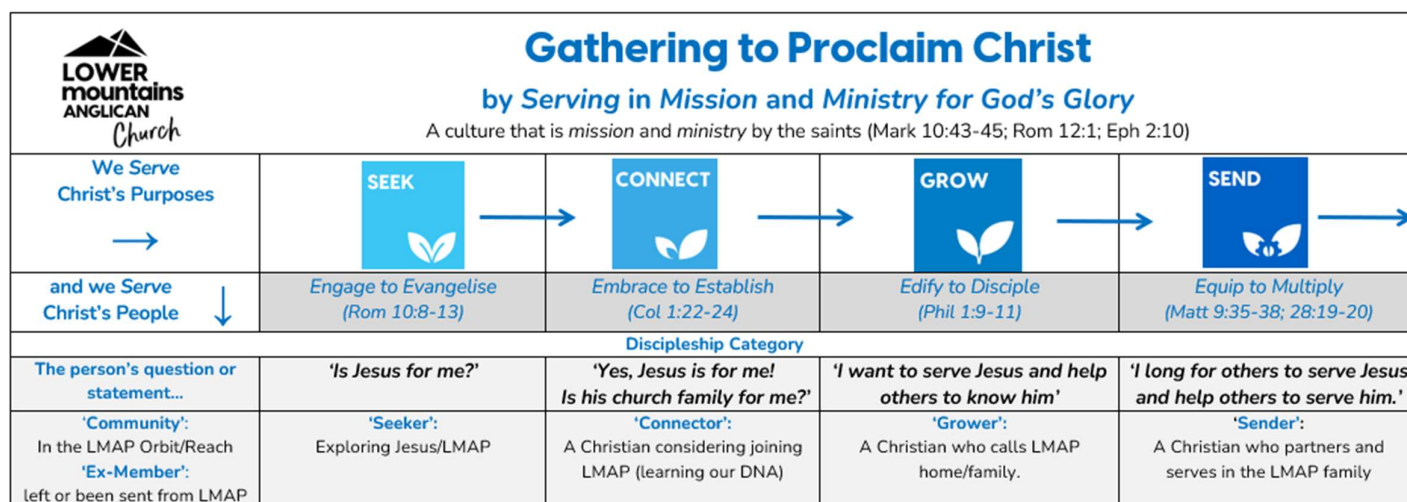 LOWER
mountains
ANGLICAN
Church
Gathering to Proclaim Christ
by Serving in Mission and Ministry for God's Glory
A culture that is mission and ministry by the saints (Mark 10:43-45; Rom 12:1; Eph 2:10)
We Serve
Christ's Purposes
→
SEEK
CONNECT
GROW
SEND
and we Serve
Christ's People ↓
Engage to Evangelise
(Rom 10:8-13)
Embrace to Establish
(Col 1:22-24)
Edify to Disciple
(Phil 1:9-11)
Equip to Multiply
(Matt 9:35-38; 28:19-20)
Discipleship Category
The person's question or
statement...
'Is Jesus for me?'
'Yes, Jesus is for me!
Is his church family for me?'
'I want to serve Jesus and help
others to know him'
'I long for others to serve Jesus
and help others to serve him.'
'Community':
In the LMAP Orbit/Reach
'Ex-Member':
left or been sent from LMAP
'Seeker':
Exploring Jesus/LMAP
'Connector':
A Christian considering joining
LMAP (learning our DNA)
'Grower':
A Christian who calls LMAP
home/family.
'Sender':
A Christian who partners and
serves in the LMAP family